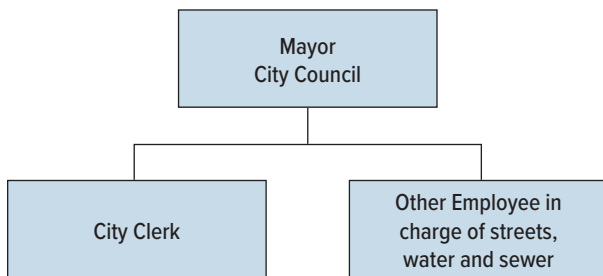 Mayor
City Council
City Clerk
Other Employee in
charge of streets,
water and sewer